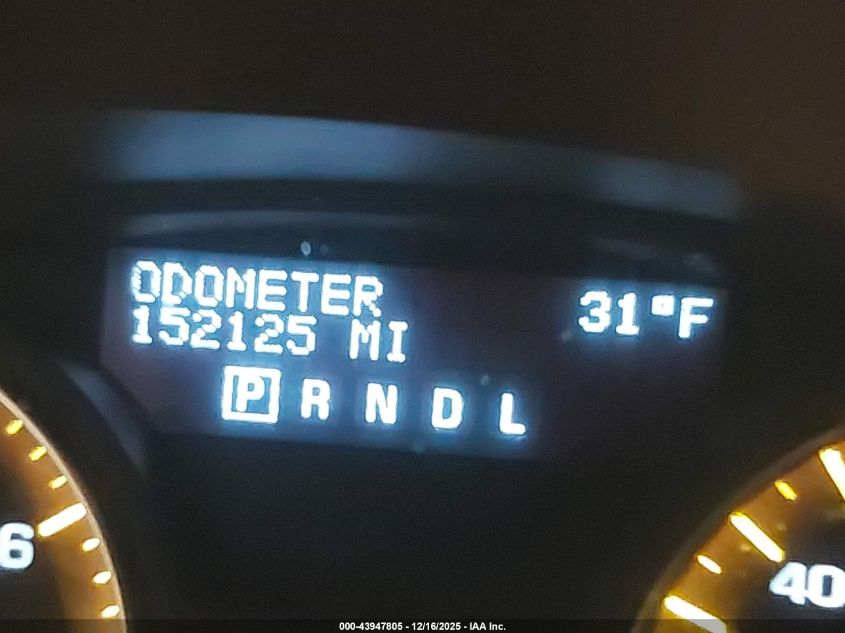 ODOMETER 31°F
152125 MI
P R N D L
6
40
000-43947805 - 12/16/2025 - IAA Inc.